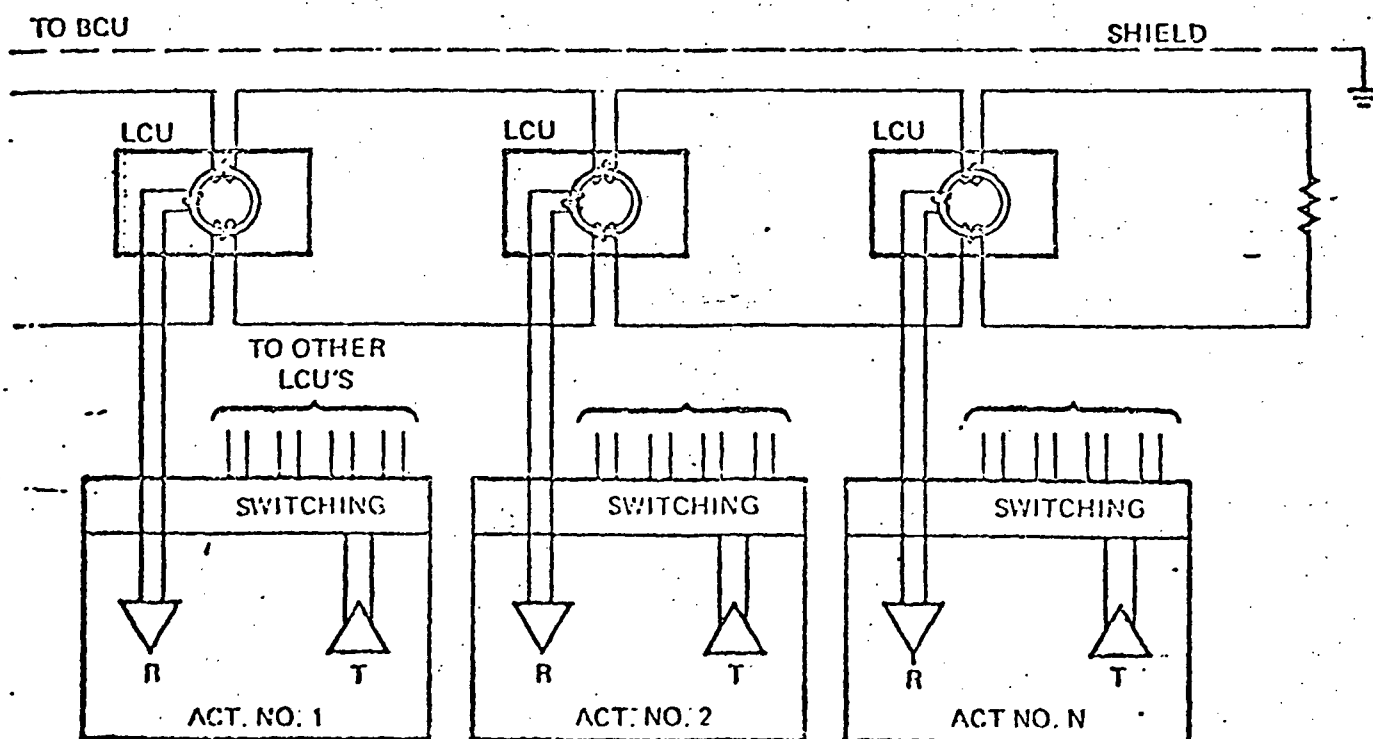 TO BCU
SHIELD
LCU
LCU
LCU
TO OTHER
LCU'S
SWITCHING
SWITCHING
SWITCHING
R
T
R
T
R
T
ACT. NO. 1
ACT. NO. 2
ACT NO. N